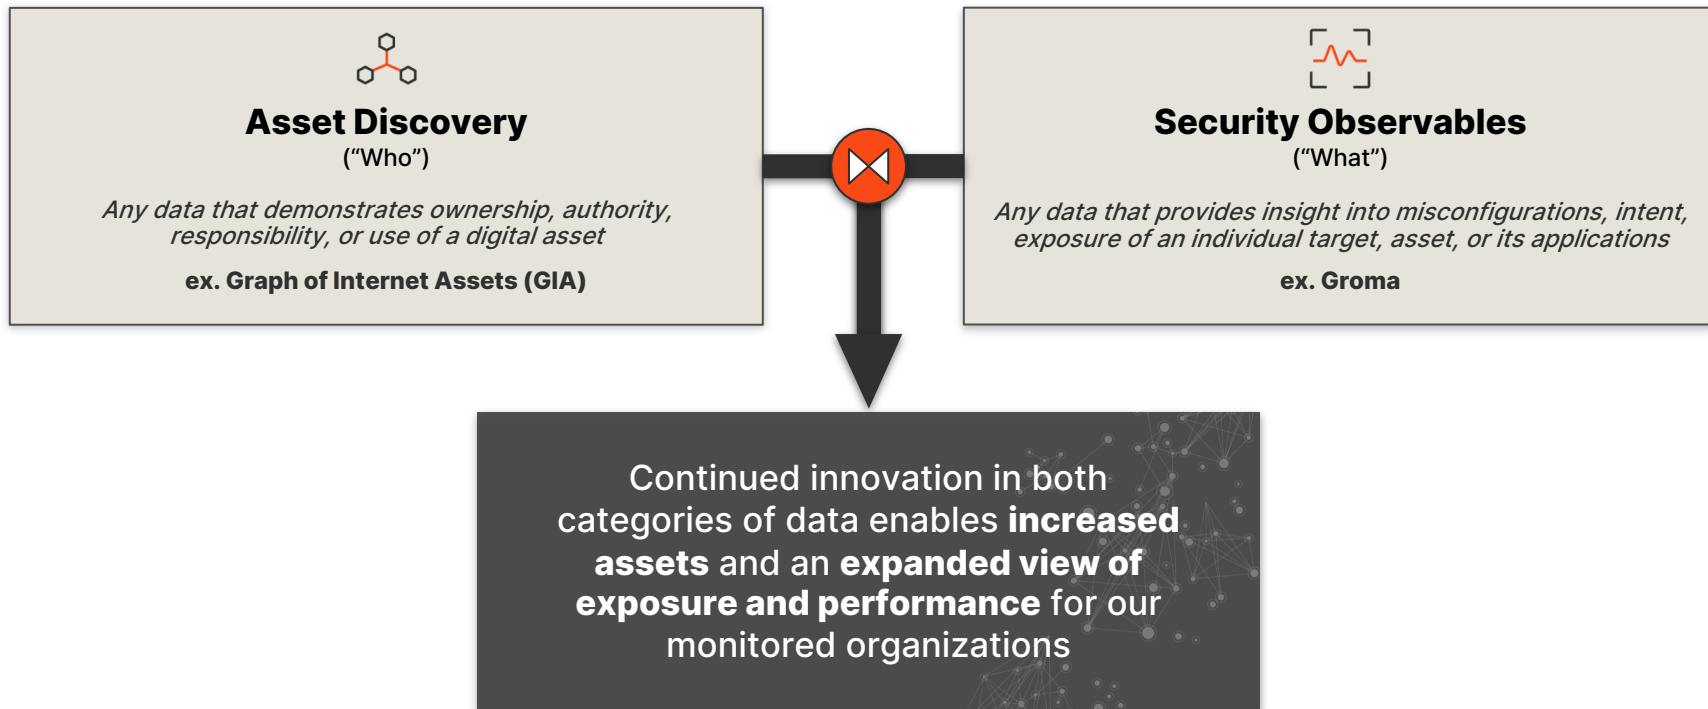 Asset Discovery
(“Who”)
Any data that demonstrates ownership, authority,
responsibility, or use of a digital asset
ex. Graph of Internet Assets (GIA)
Security Observables
(“What”)
Any data that provides insight into misconfigurations, intent,
exposure of an individual target, asset, or its applications
ex. Groma
Continued innovation in both
categories of data enables increased
assets and an expanded view of
exposure and performance for our
monitored organizations